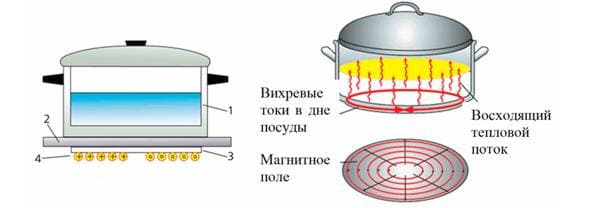 1
2
3
4
Вихревые
токи в дне
посуды
Магнитное
поле
Восходящий
тепловой
поток